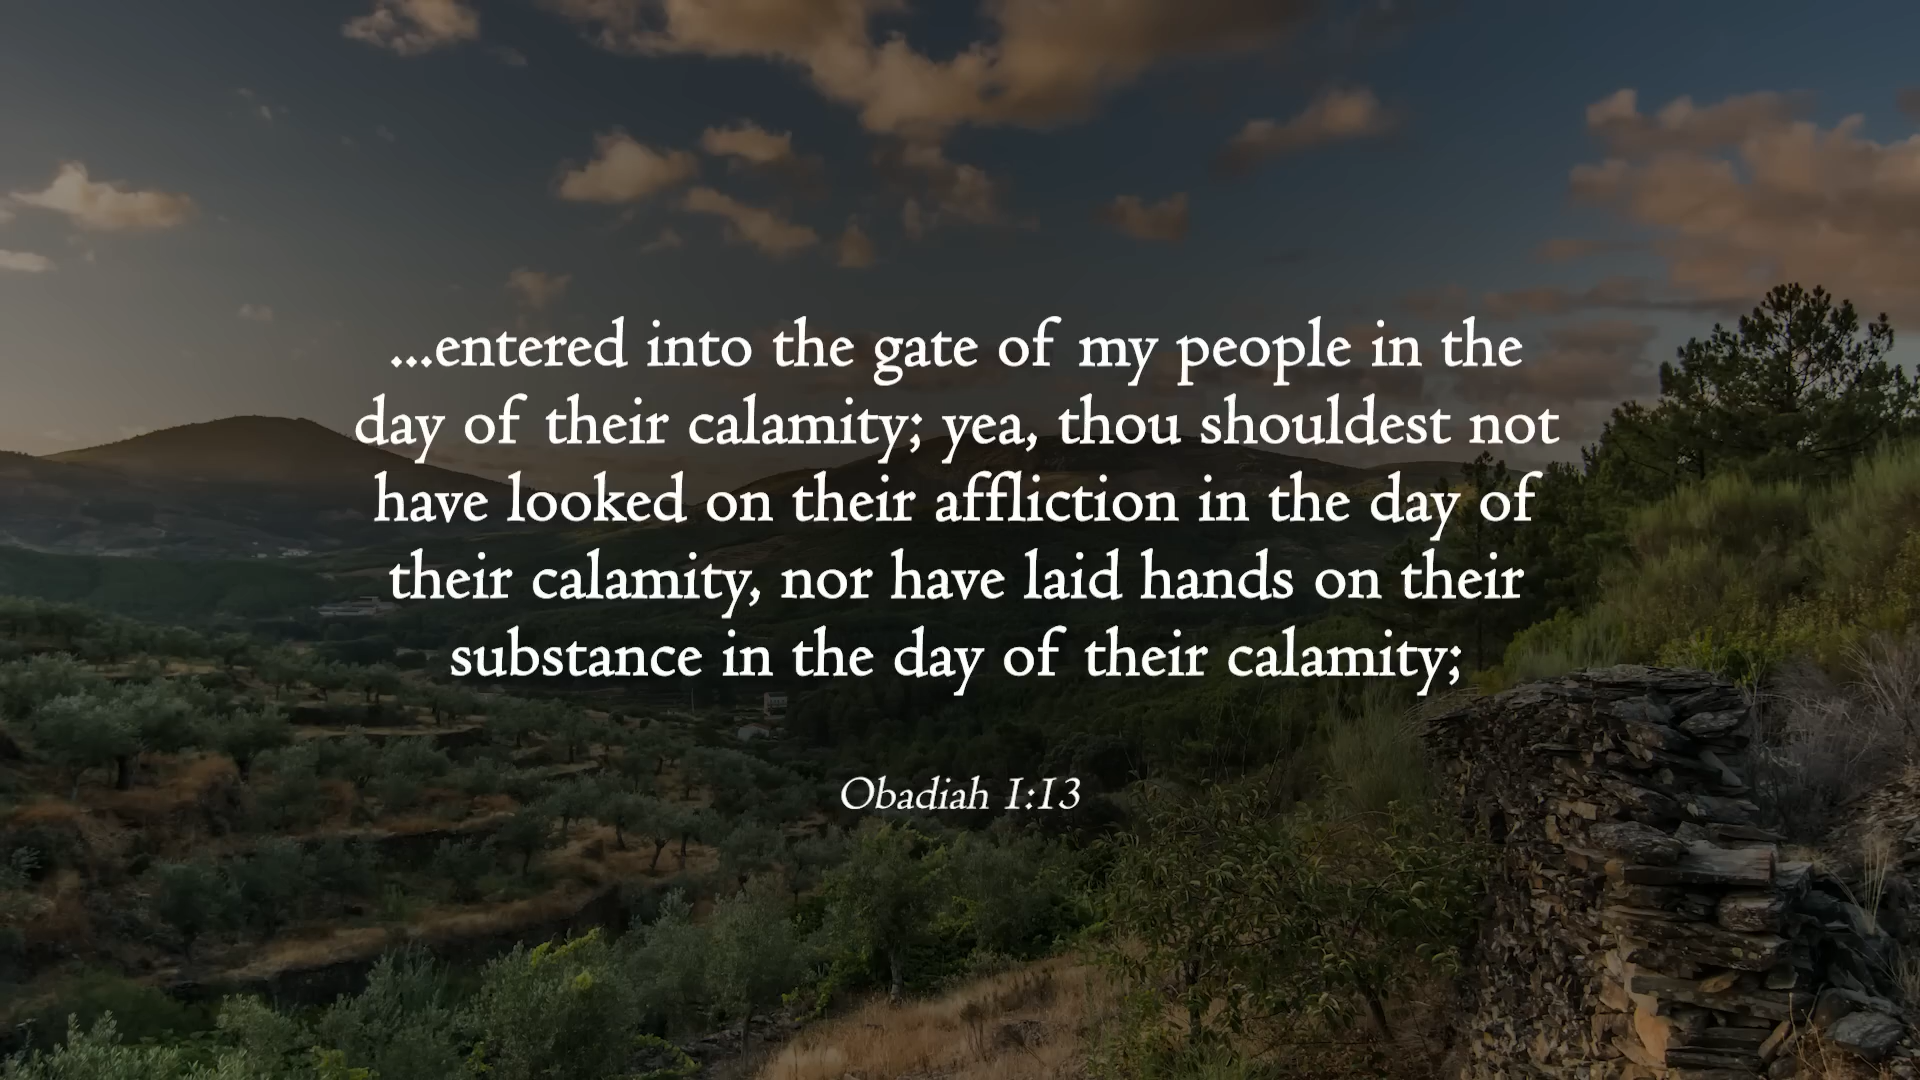 ...entered into the gate of my people in the
day of their calamity; yea, thou shouldest not
have looked on their affliction in the day of
their calamity, nor have laid hands on their
substance in the day of their calamity;
Obadiah 1:13